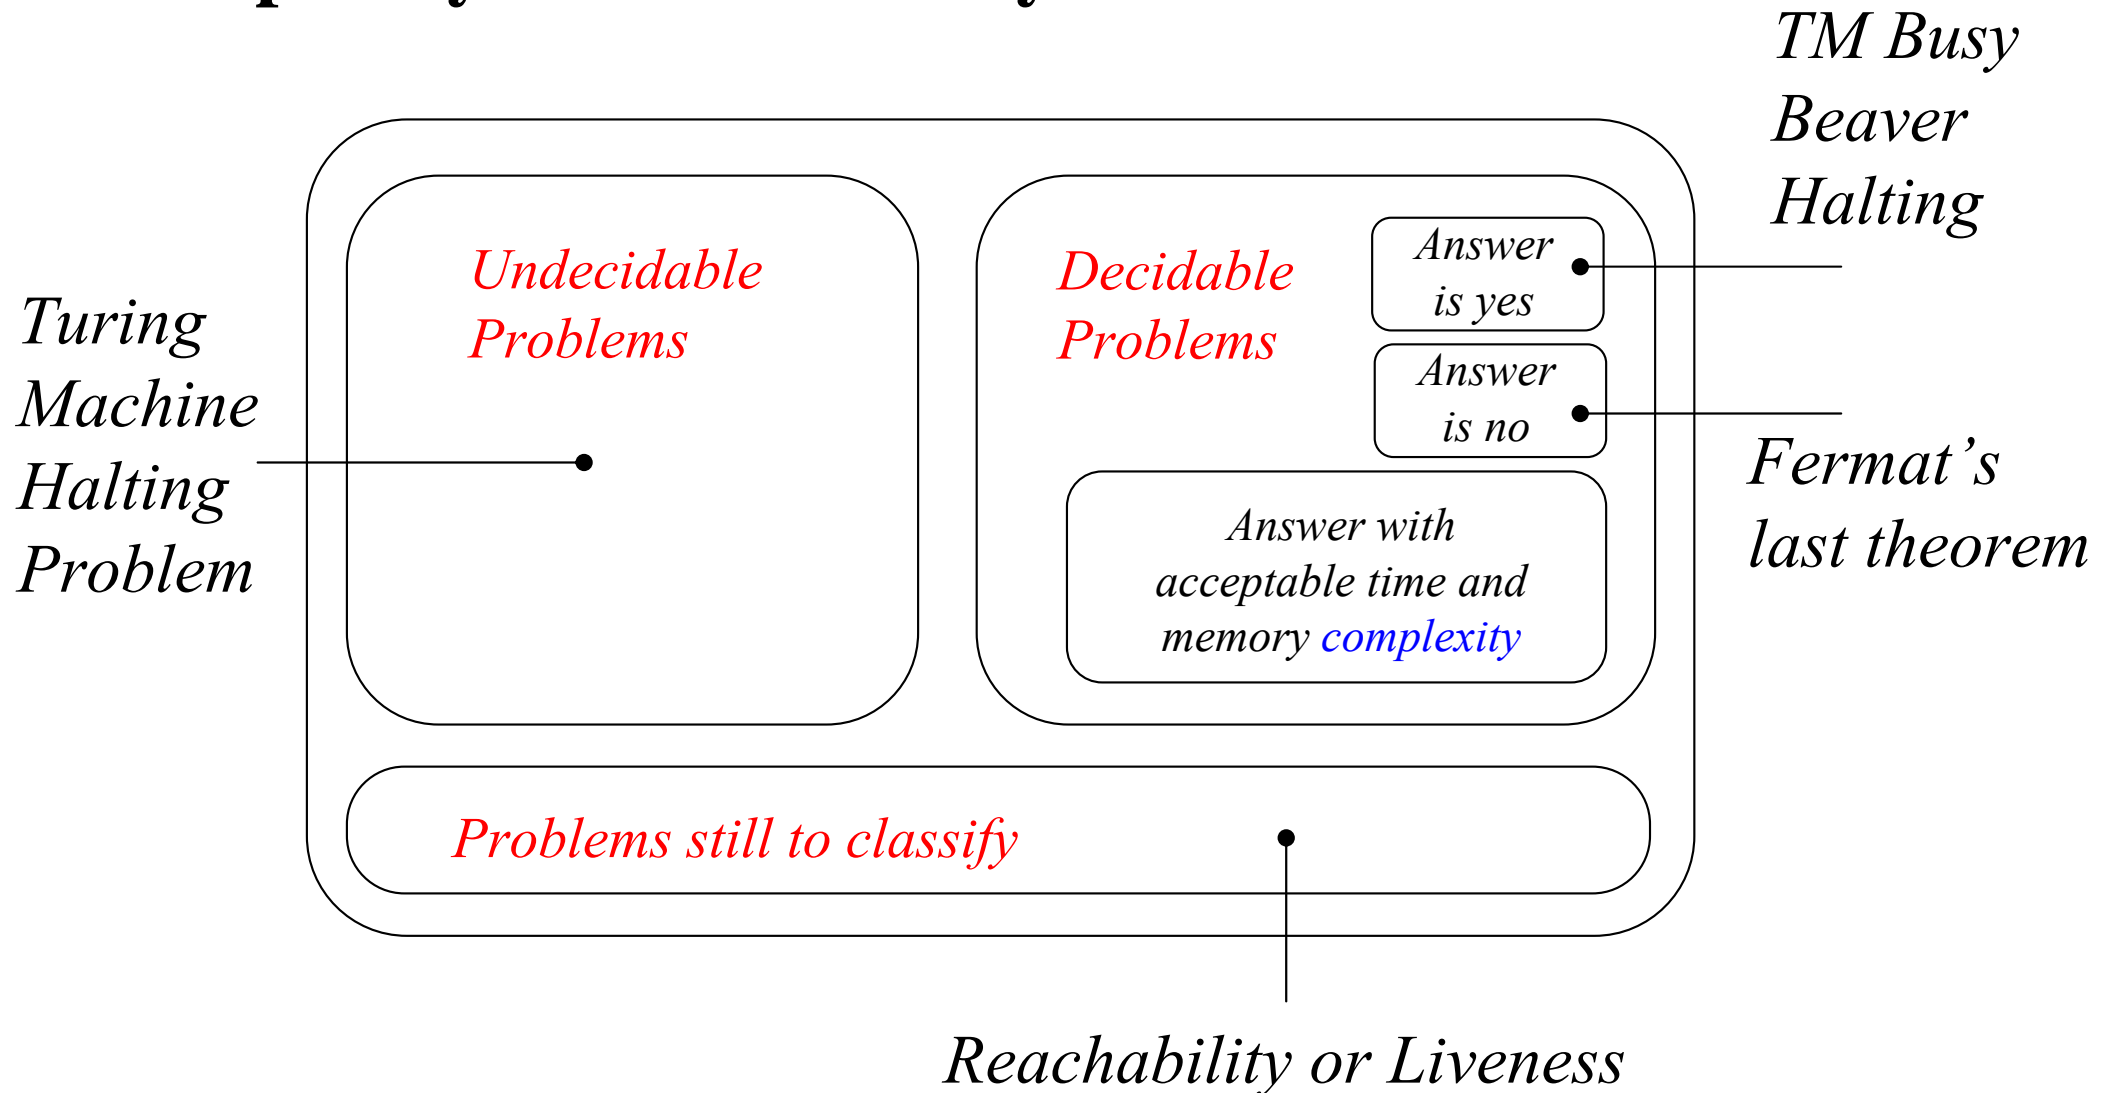 TM Busy
Beaver
Halting
Undecidable
Problems
Decidable
Problems
Answer
is yes
Answer
is no
Turing
Machine
Halting
Problem
Fermat’s
last theorem
Answer with
acceptable time and
memory complexity
Problems still to classify
Reachability or Liveness